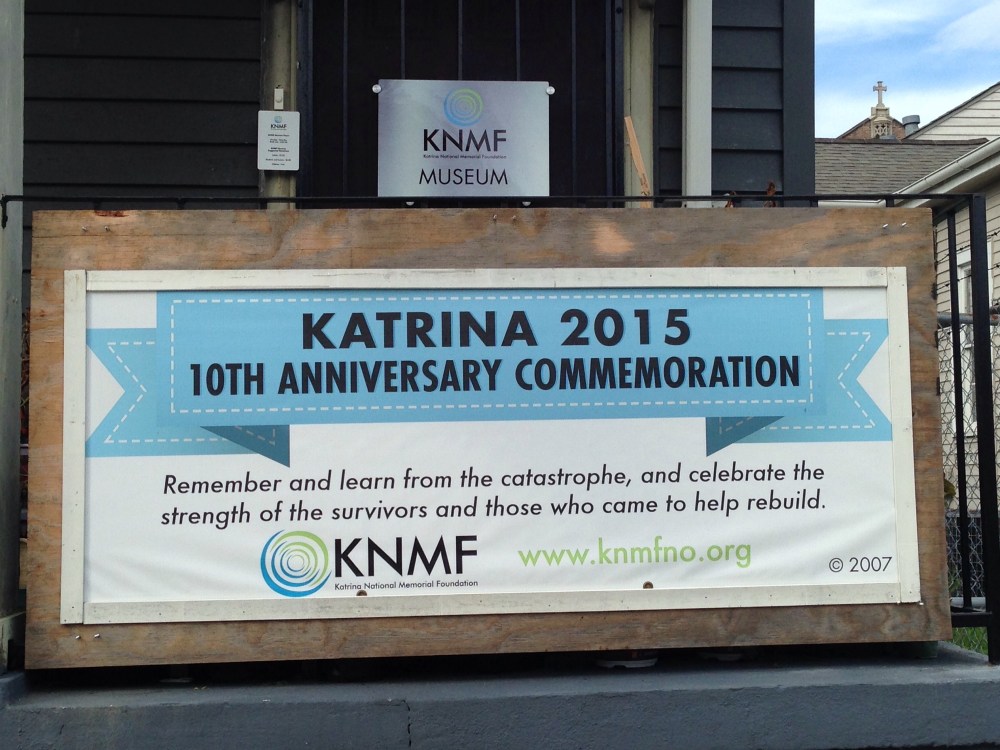 KNMF
KNMF
Katrina National Memorial Foundation
MUSEUM
KATRINA 2015
10TH ANNIVERSARY COMMEMORATION
Remember and learn from the catastrophe, and celebrate the
strength of the survivors and those who came to help rebuild.
KNMF
Katrina National Memorial Foundation
www.knmfno.org
© 2007